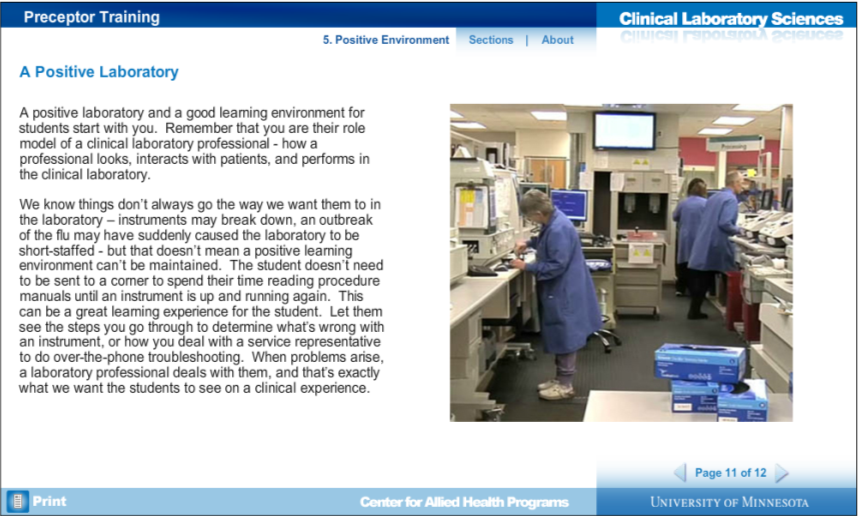 Preceptor Training
Clinical Laboratory Sciences
5. Positive Environment
Sections | About
A Positive Laboratory
A positive laboratory and a good learning environment for
students start with you. Remember that you are their role
model of a clinical laboratory professional - how a
professional looks, interacts with patients, and performs in
the clinical laboratory.
We know things don't always go the way we want them to in
the laboratory – instruments may break down, an outbreak
of the flu may have suddenly caused the laboratory to be
short-staffed - but that doesn't mean a positive learning
environment can't be maintained. The student doesn't need
to be sent to a corner to spend their time reading procedure
manuals until an instrument is up and running again. This
can be a great learning experience for the student. Let them
see the steps you go through to determine what's wrong with
an instrument, or how you deal with a service representative
to do over-the-phone troubleshooting. When problems arise,
a laboratory professional deals with them, and that's exactly
what we want the students to see on a clinical experience.
Processing
Page 11 of 12
Print
Center for Allied Health Programs
UNIVERSITY OF MINNESOTA